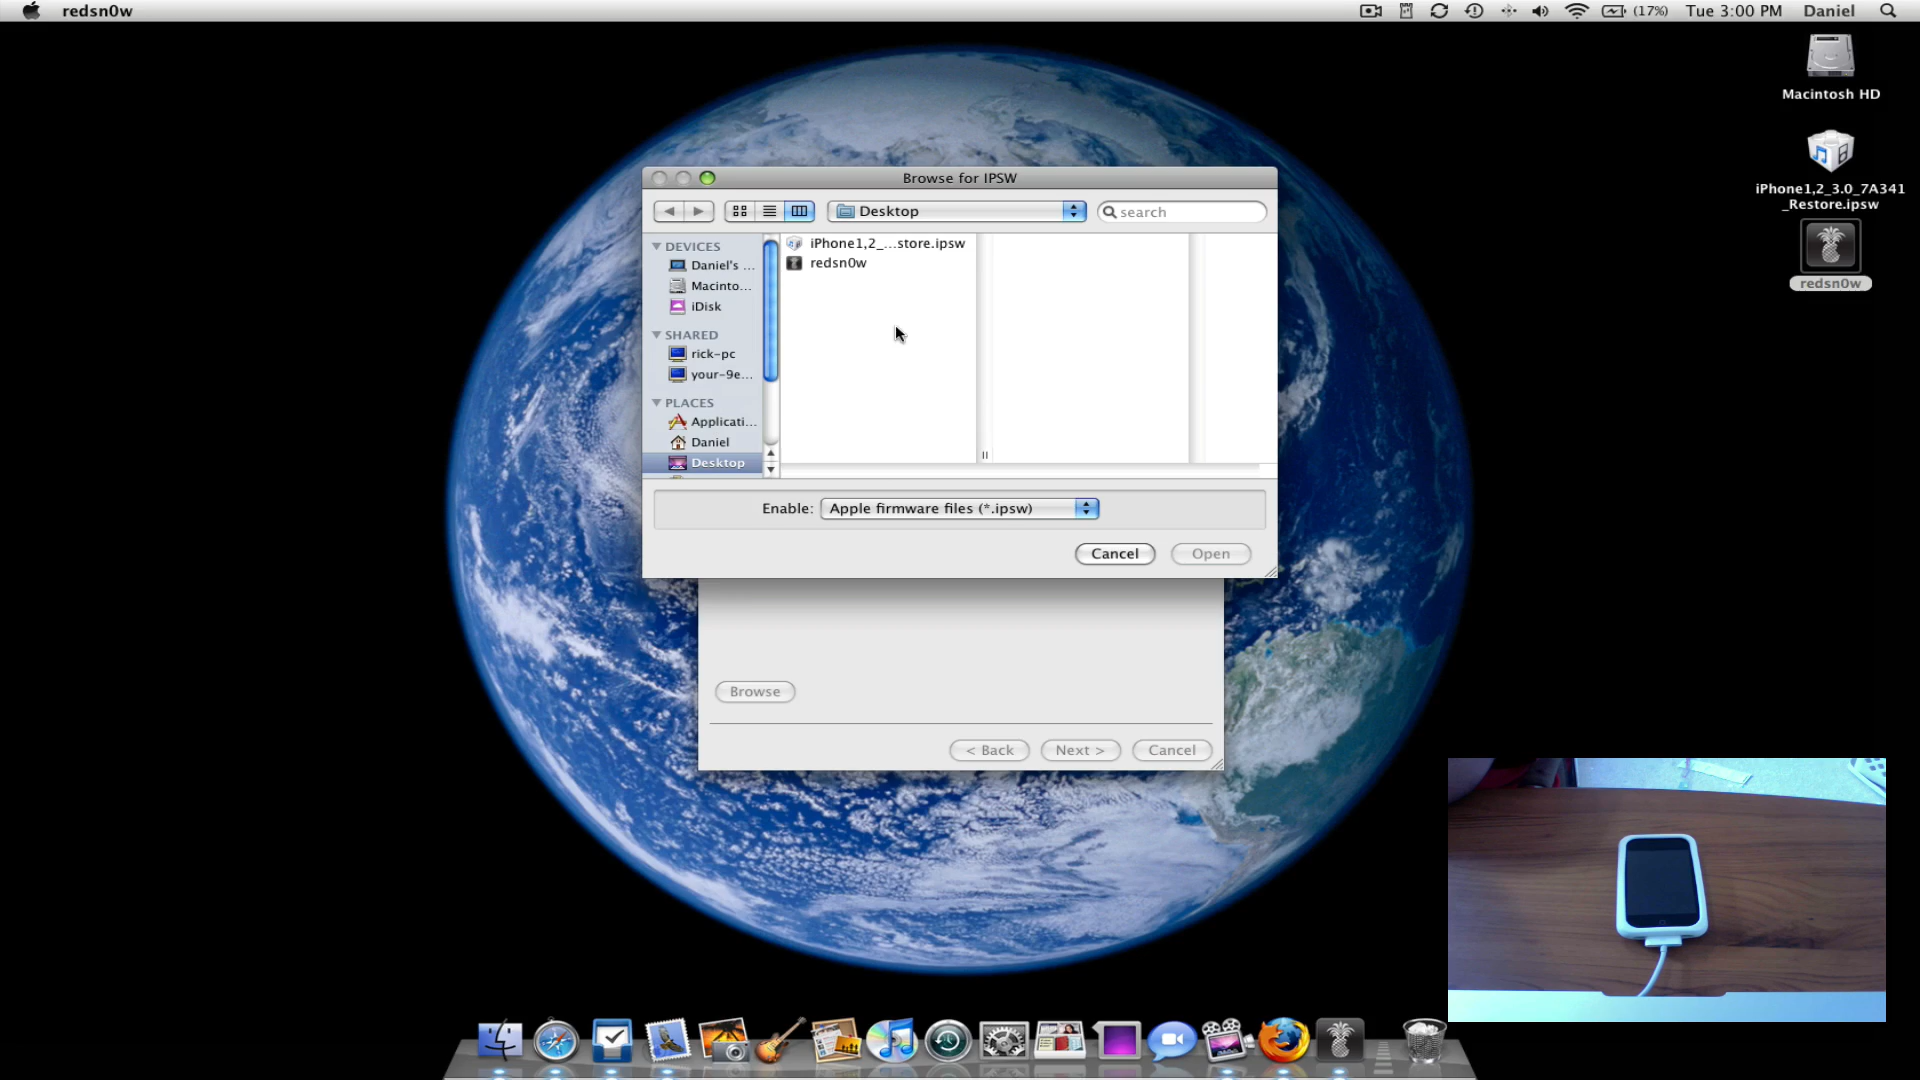 redsn0w
(17%) Tue 3:00 PM Daniel
Macintosh HD
iPhone1,2_3.0_7A341
_Restore.ipsw
redsn0w
Browse for IPSW
Desktop
search
DEVICES
Daniel's ...
Macinto...
iDisk
SHARED
rick-pc
your-9e...
PLACES
Applicati...
Daniel
Desktop
iPhone1,2_...store.ipsw
redsn0w
Enable: Apple firmware files (*.ipsw)
Cancel Open
Browse
< Back Next > Cancel